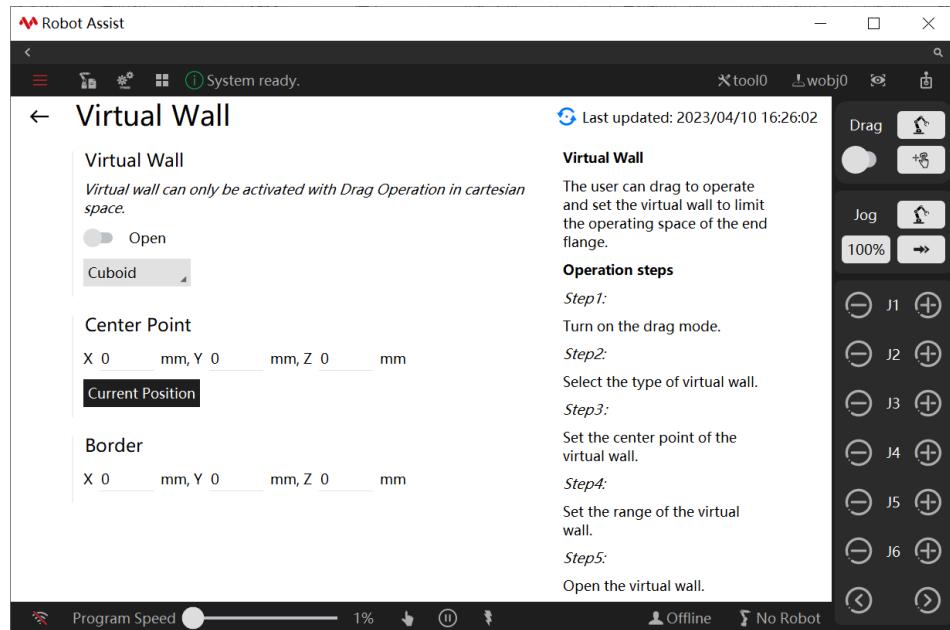 Robot Assist
System ready.
tool0
wobj0
Virtual Wall
Last updated: 2023/04/10 16:26:02
Virtual Wall
Virtual wall can only be activated with Drag Operation in cartesian
space.
Open
Cuboid
Center Point
X 0 mm, Y 0 mm, Z 0 mm
Current Position
Border
X 0 mm, Y 0 mm, Z 0 mm
Virtual Wall
The user can drag to operate
and set the virtual wall to limit
the operating space of the end
flange.
Operation steps
Step1:
Turn on the drag mode.
Step2:
Select the type of virtual wall.
Step3:
Set the center point of the
virtual wall.
Step4:
Set the range of the virtual
wall.
Step5:
Open the virtual wall.
Drag
Jog
100%
J1
J2
J3
J4
J5
J6
Program Speed
1%
Offline
No Robot